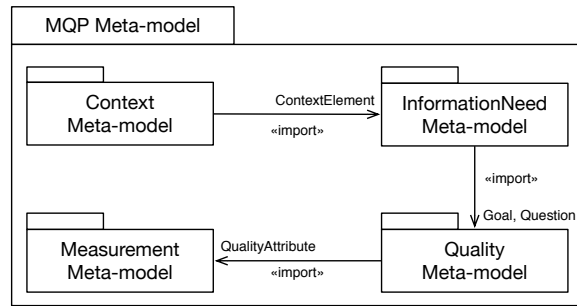 MQP Meta-model
Context
Meta-model
ContextElement
«import»
InformationNeed
Meta-model
«import»
Goal, Question
Measurement
Meta-model
QualityAttribute
«import»
Quality
Meta-model